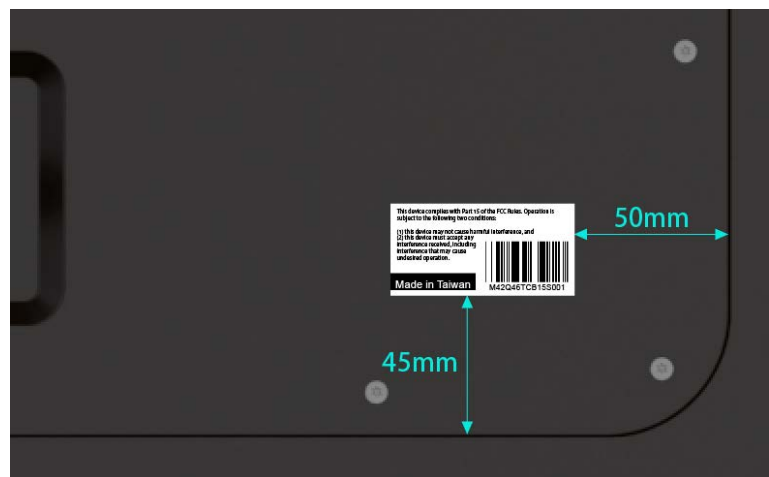 This device complies with Part 15 of the FCC Rules. Operation is
subject to the following two conditions:
(1) this device may not cause harmful interference, and
(2) this device must accept any
interference received, including
interference that may cause
undesired operation.
Made in Taiwan
M42Q46TCB15S001
50mm
45mm